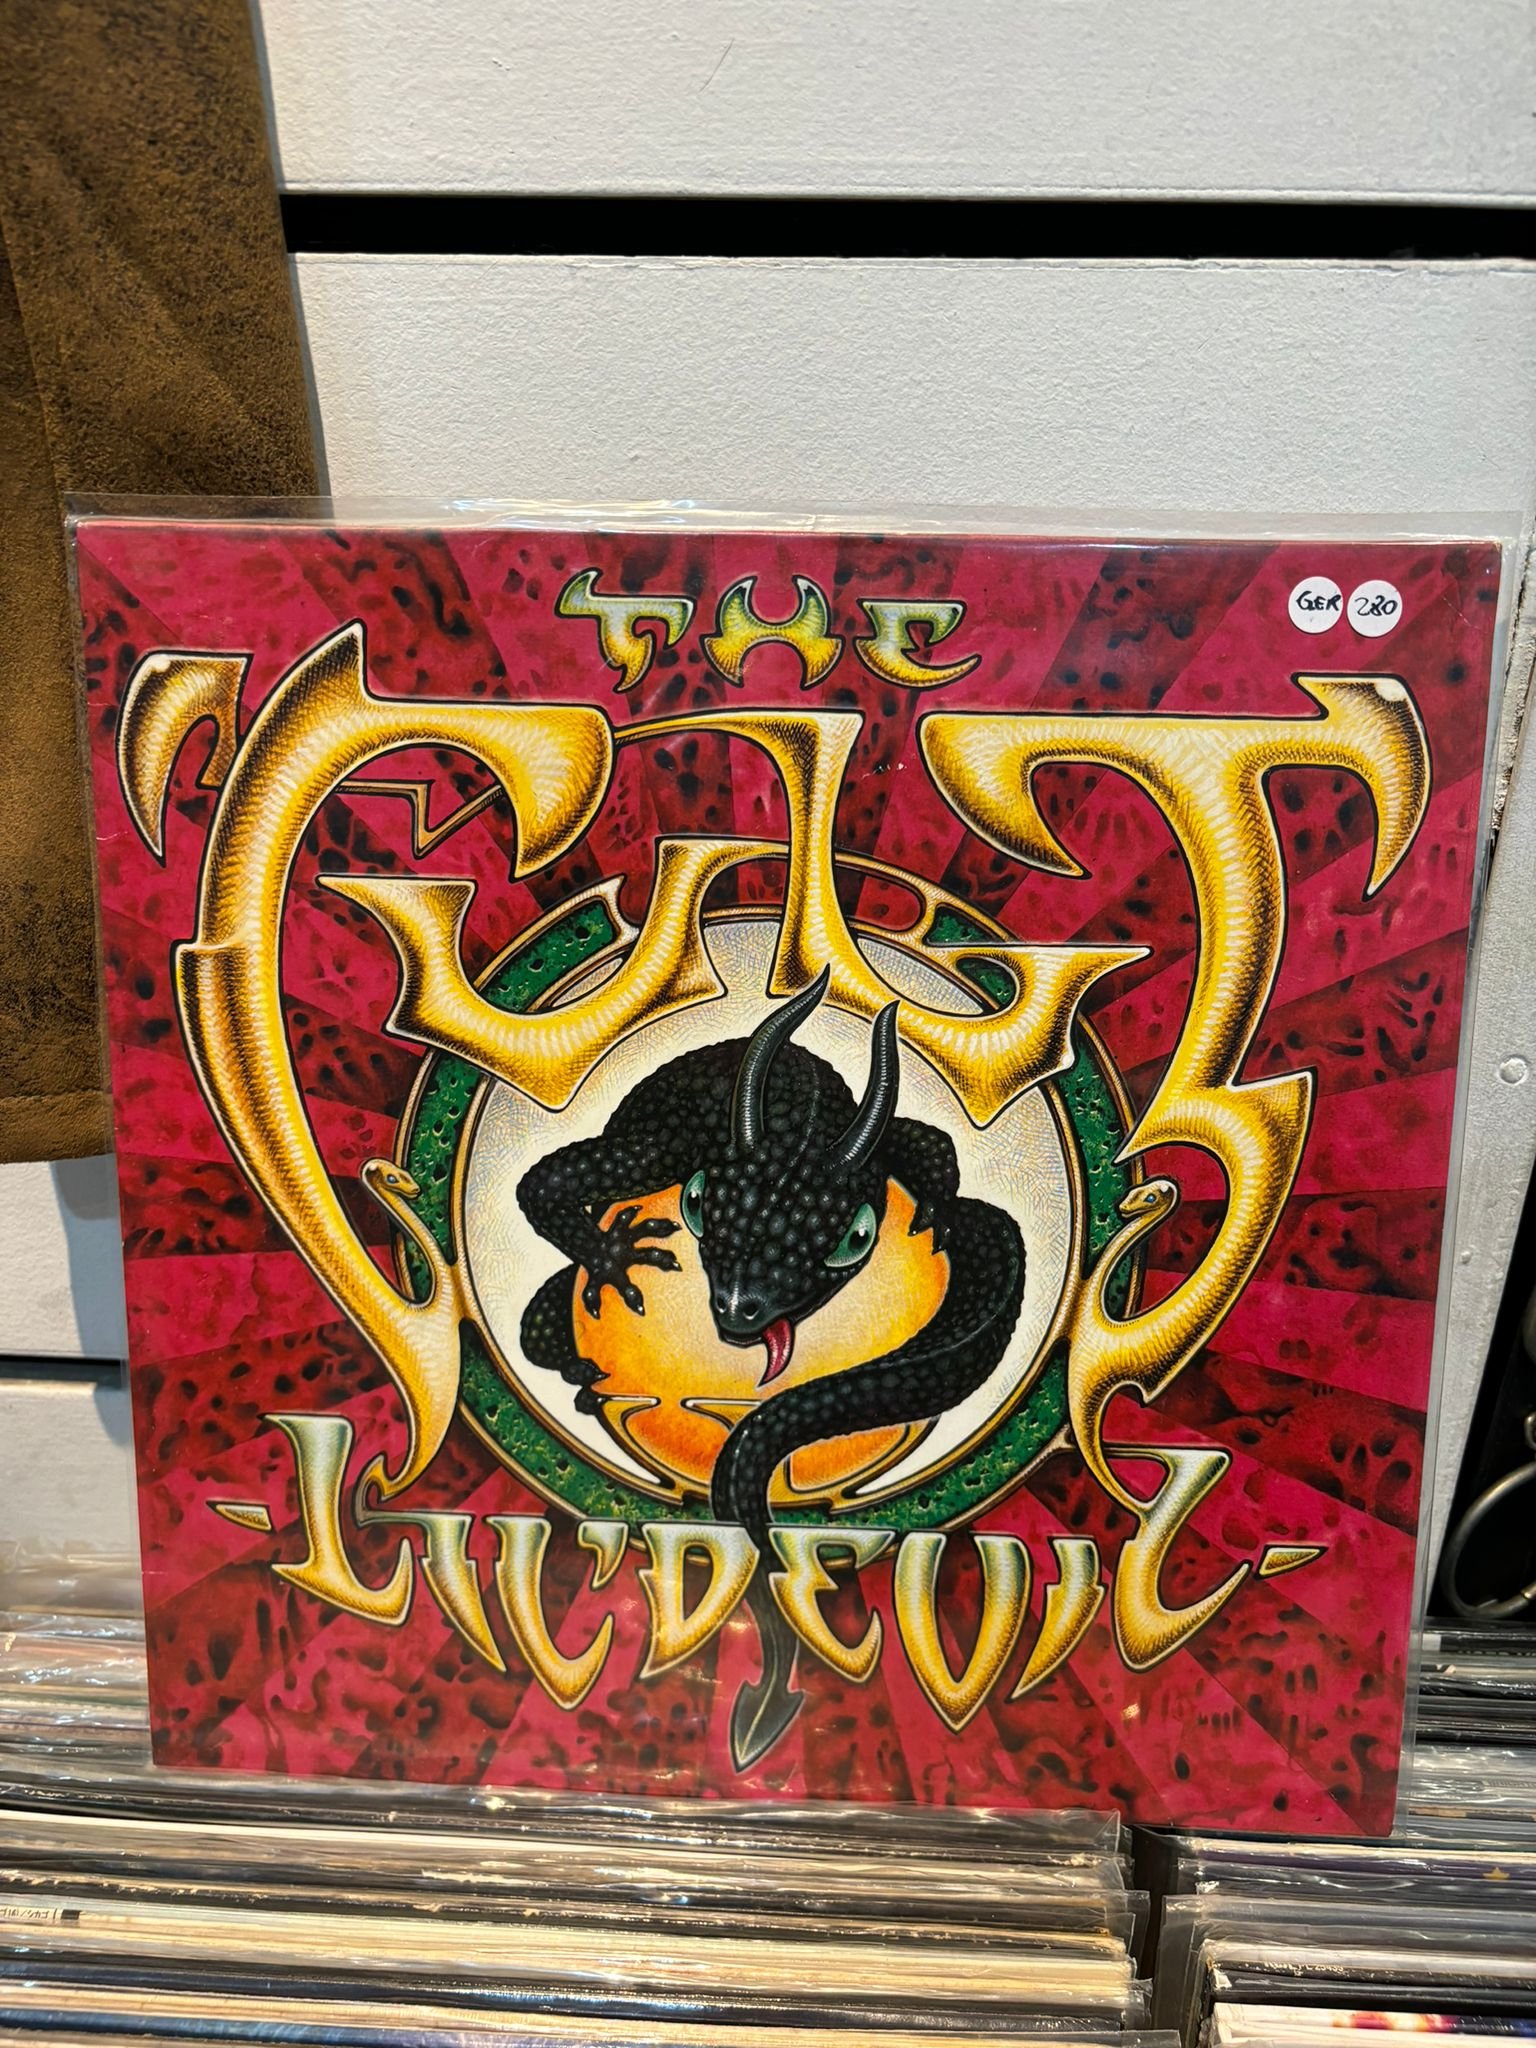 THE
GER 280
CULT
-LIL'DEVIL-